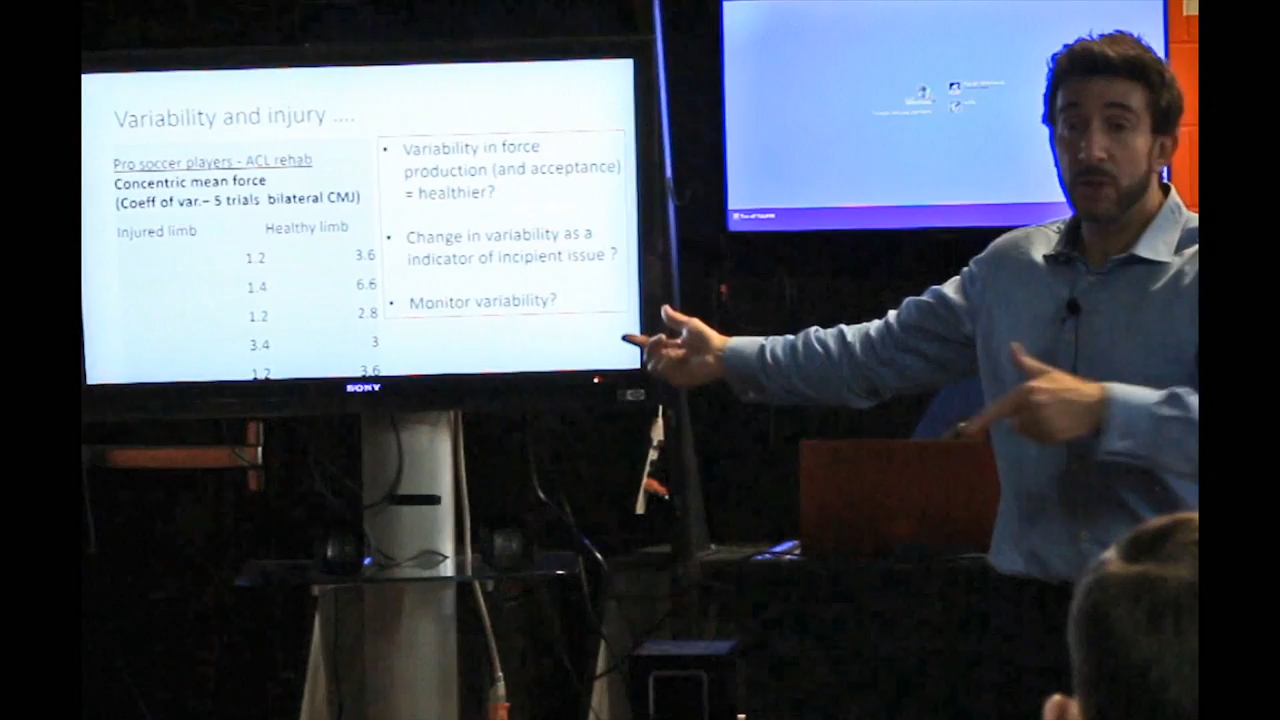 Variability and injury ....
Pro soccer players - ACL rehab
Concentric mean force
(Coeff of var.– 5 trials bilateral CMJ)
Injured limb Healthy limb
1.2 3.6
1.4 6.6
1.2 2.8
3.4 3
1.2 3.6
• Variability in force
production (and acceptance)
= healthier?
• Change in variability as a
indicator of incipient issue ?
• Monitor variability?
SONY